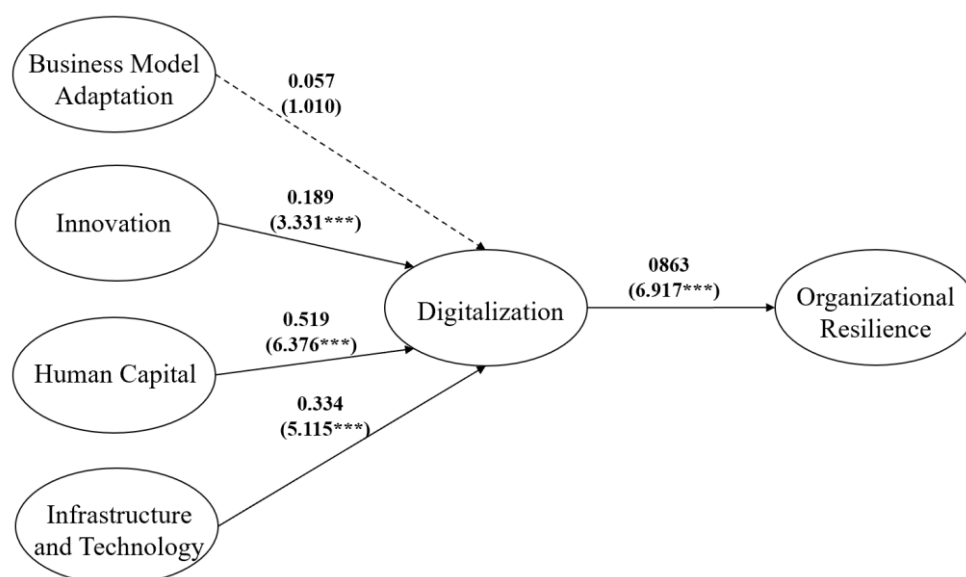 Business Model
Adaptation
0.057
(1.010)
Innovation
0.189
(3.331***)
Digitalization
0863
(6.917***)
Organizational
Resilience
Human Capital
0.519
(6.376***)
0.334
(5.115***)
Infrastructure
and Technology